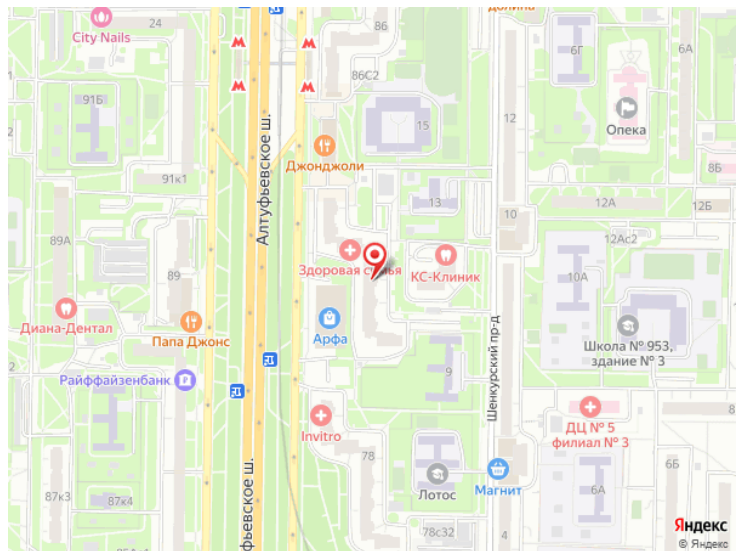 долина
24
86
6Г
6А
City Nails
86С2
91Б
Опека
15
12
Алтуфьевское ш.
Джонджоли
8Б
91к1
13
12А
12Б
10
89А
12Ас2
89
Здоровая семья
КС-Клиник
10А
Диана-Дентал
Папа Джонс
Арфа
Школа № 953,
здание № 3
Шенкурский пр-д
9
Райффайзенбанк
Invitro
ДЦ № 5
филиал № 3
78
6Б
Лотос
Магнит
6А
87к3
87к4
фьевское ш.
78с32
4
Яндекс
© Яндекс